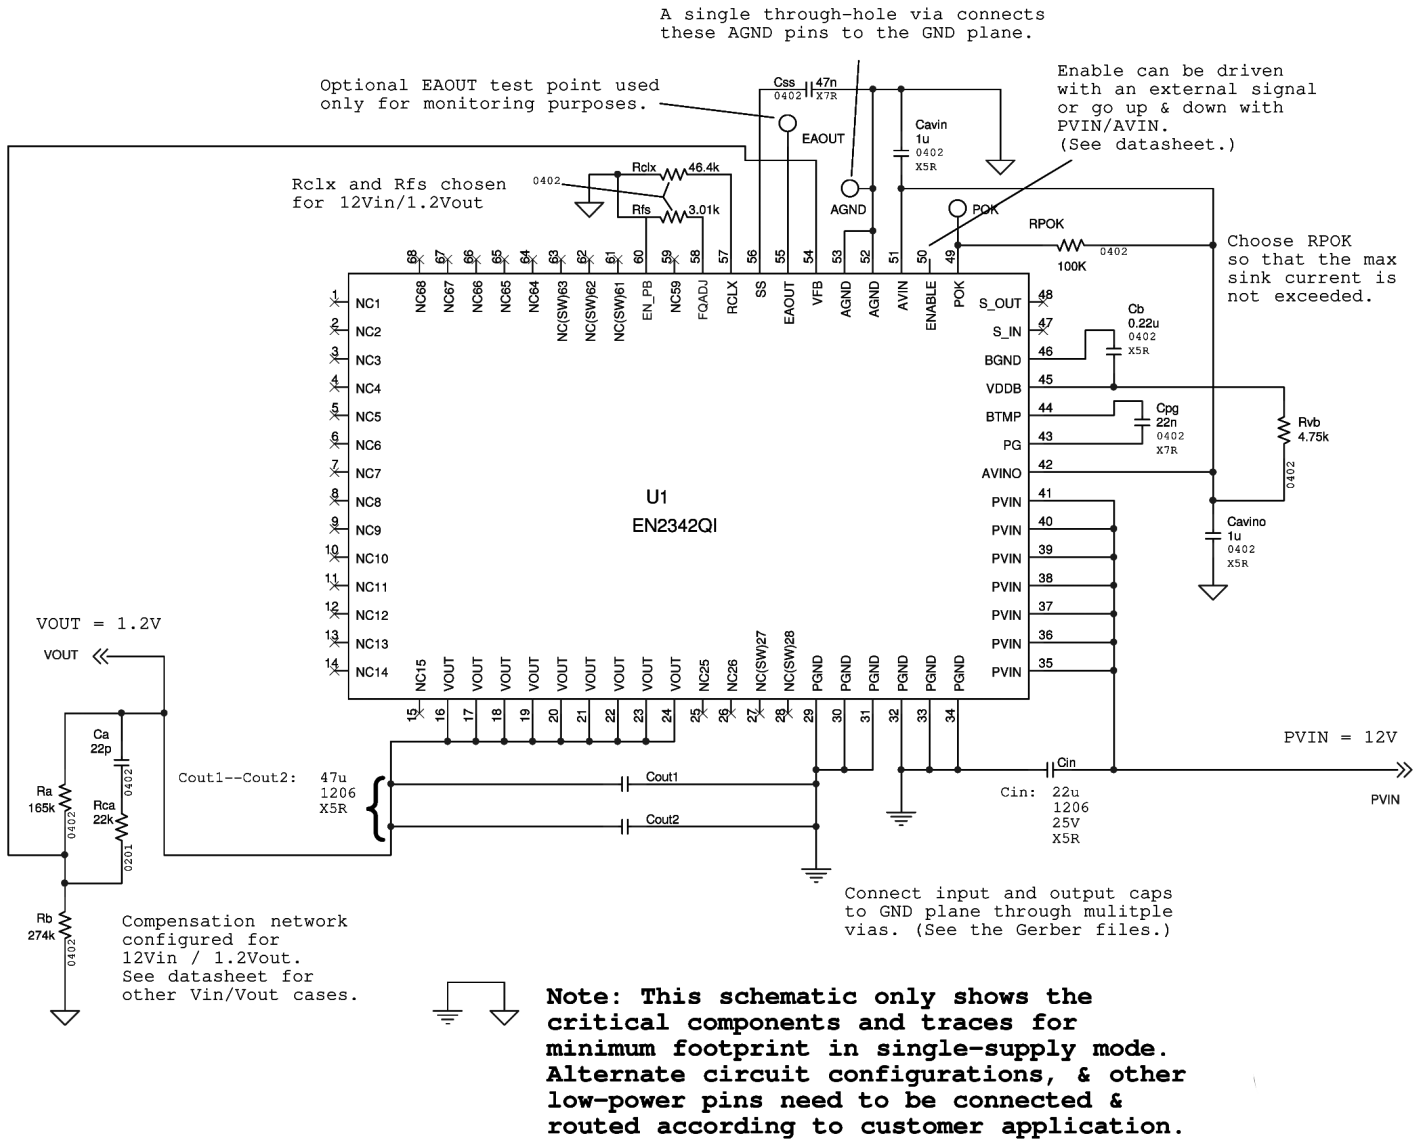 A single through-hole via connects
these AGND pins to the GND plane.
Optional EAOUT test point used
only for monitoring purposes.
Css
47n
0402
X7R
EAOUT
Cavin
1u
0402
X5R
Enable can be driven
with an external signal
or go up & down with
PVIN/AVIN.
(See datasheet.)
Rclx and Rfs chosen
for 12Vin/1.2Vout
0402
Rclx
46.4k
Rfs
3.01k
AGND
POK
RPOK
100K
0402
Choose RPOK
so that the max
sink current is
not exceeded.
68 67 66 65 64 63 62 61 60 59 58 57 56 55 54 53 52 51 50 49
NC68
NC67
NC66
NC65
NC64
NC(SW)63
NC(SW)62
NC(SW)61
EN_PB
NC59
FQADJ
RCLX
SS
EAOUT
VFB
AGND
AGND
AVIN
ENABLE
POK
1 NC1
2 NC2
3 NC3
4 NC4
5 NC5
6 NC6
7 NC7
8 NC8
9 NC9
10 NC10
11 NC11
12 NC12
13 NC13
14 NC14
S_OUT 48
S_IN 47
BGND 46
VDDB 45
BTMP 44
PG 43
AVINO 42
PVIN 41
PVIN 40
PVIN 39
PVIN 38
PVIN 37
PVIN 36
PVIN 35
Cb
0.22u
0402
X5R
Cpg
22n
0402
X7R
Rvb
4.75k
0402
Cavino
1u
0402
X5R
U1
EN2342QI
NC15
VOUT
VOUT
VOUT
VOUT
VOUT
VOUT
VOUT
VOUT
VOUT
NC25
NC26
NC(SW)27
NC(SW)28
PGND
PGND
PGND
PGND
PGND
PGND
15 16 17 18 19 20 21 22 23 24 25 26 27 28 29 30 31 32 33 34
VOUT = 1.2V
VOUT
Ca
22p
0402
Ra
165k
0402
Rca
22k
0201
Rb
274k
0402
Cout1--Cout2:
47u
1206
X5R
Cout1
Cout2
Cin
Cin:
22u
1206
25V
X5R
PVIN = 12V
PVIN
Compensation network
configured for
12Vin / 1.2Vout.
See datasheet for
other Vin/Vout cases.
Connect input and output caps
to GND plane through mulitple
vias. (See the Gerber files.)
Note: This schematic only shows the
critical components and traces for
minimum footprint in single-supply mode.
Alternate circuit configurations, & other
low-power pins need to be connected &
routed according to customer application.